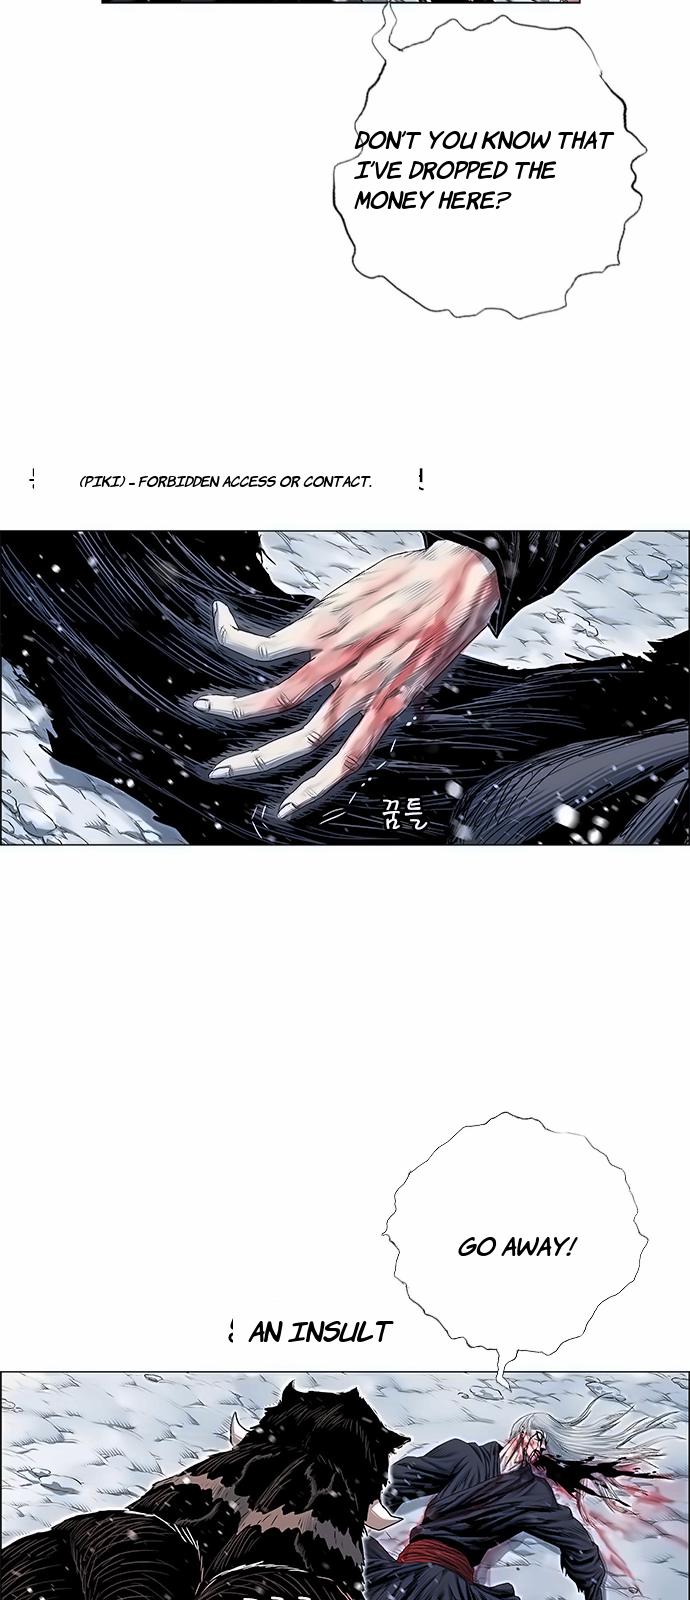 DON'T YOU KNOW THAT
I'VE DROPPED THE
MONEY HERE?
(PIKI) - FORBIDDEN ACCESS OR CONTACT.
꿈틀
GO AWAY!
AN INSULT